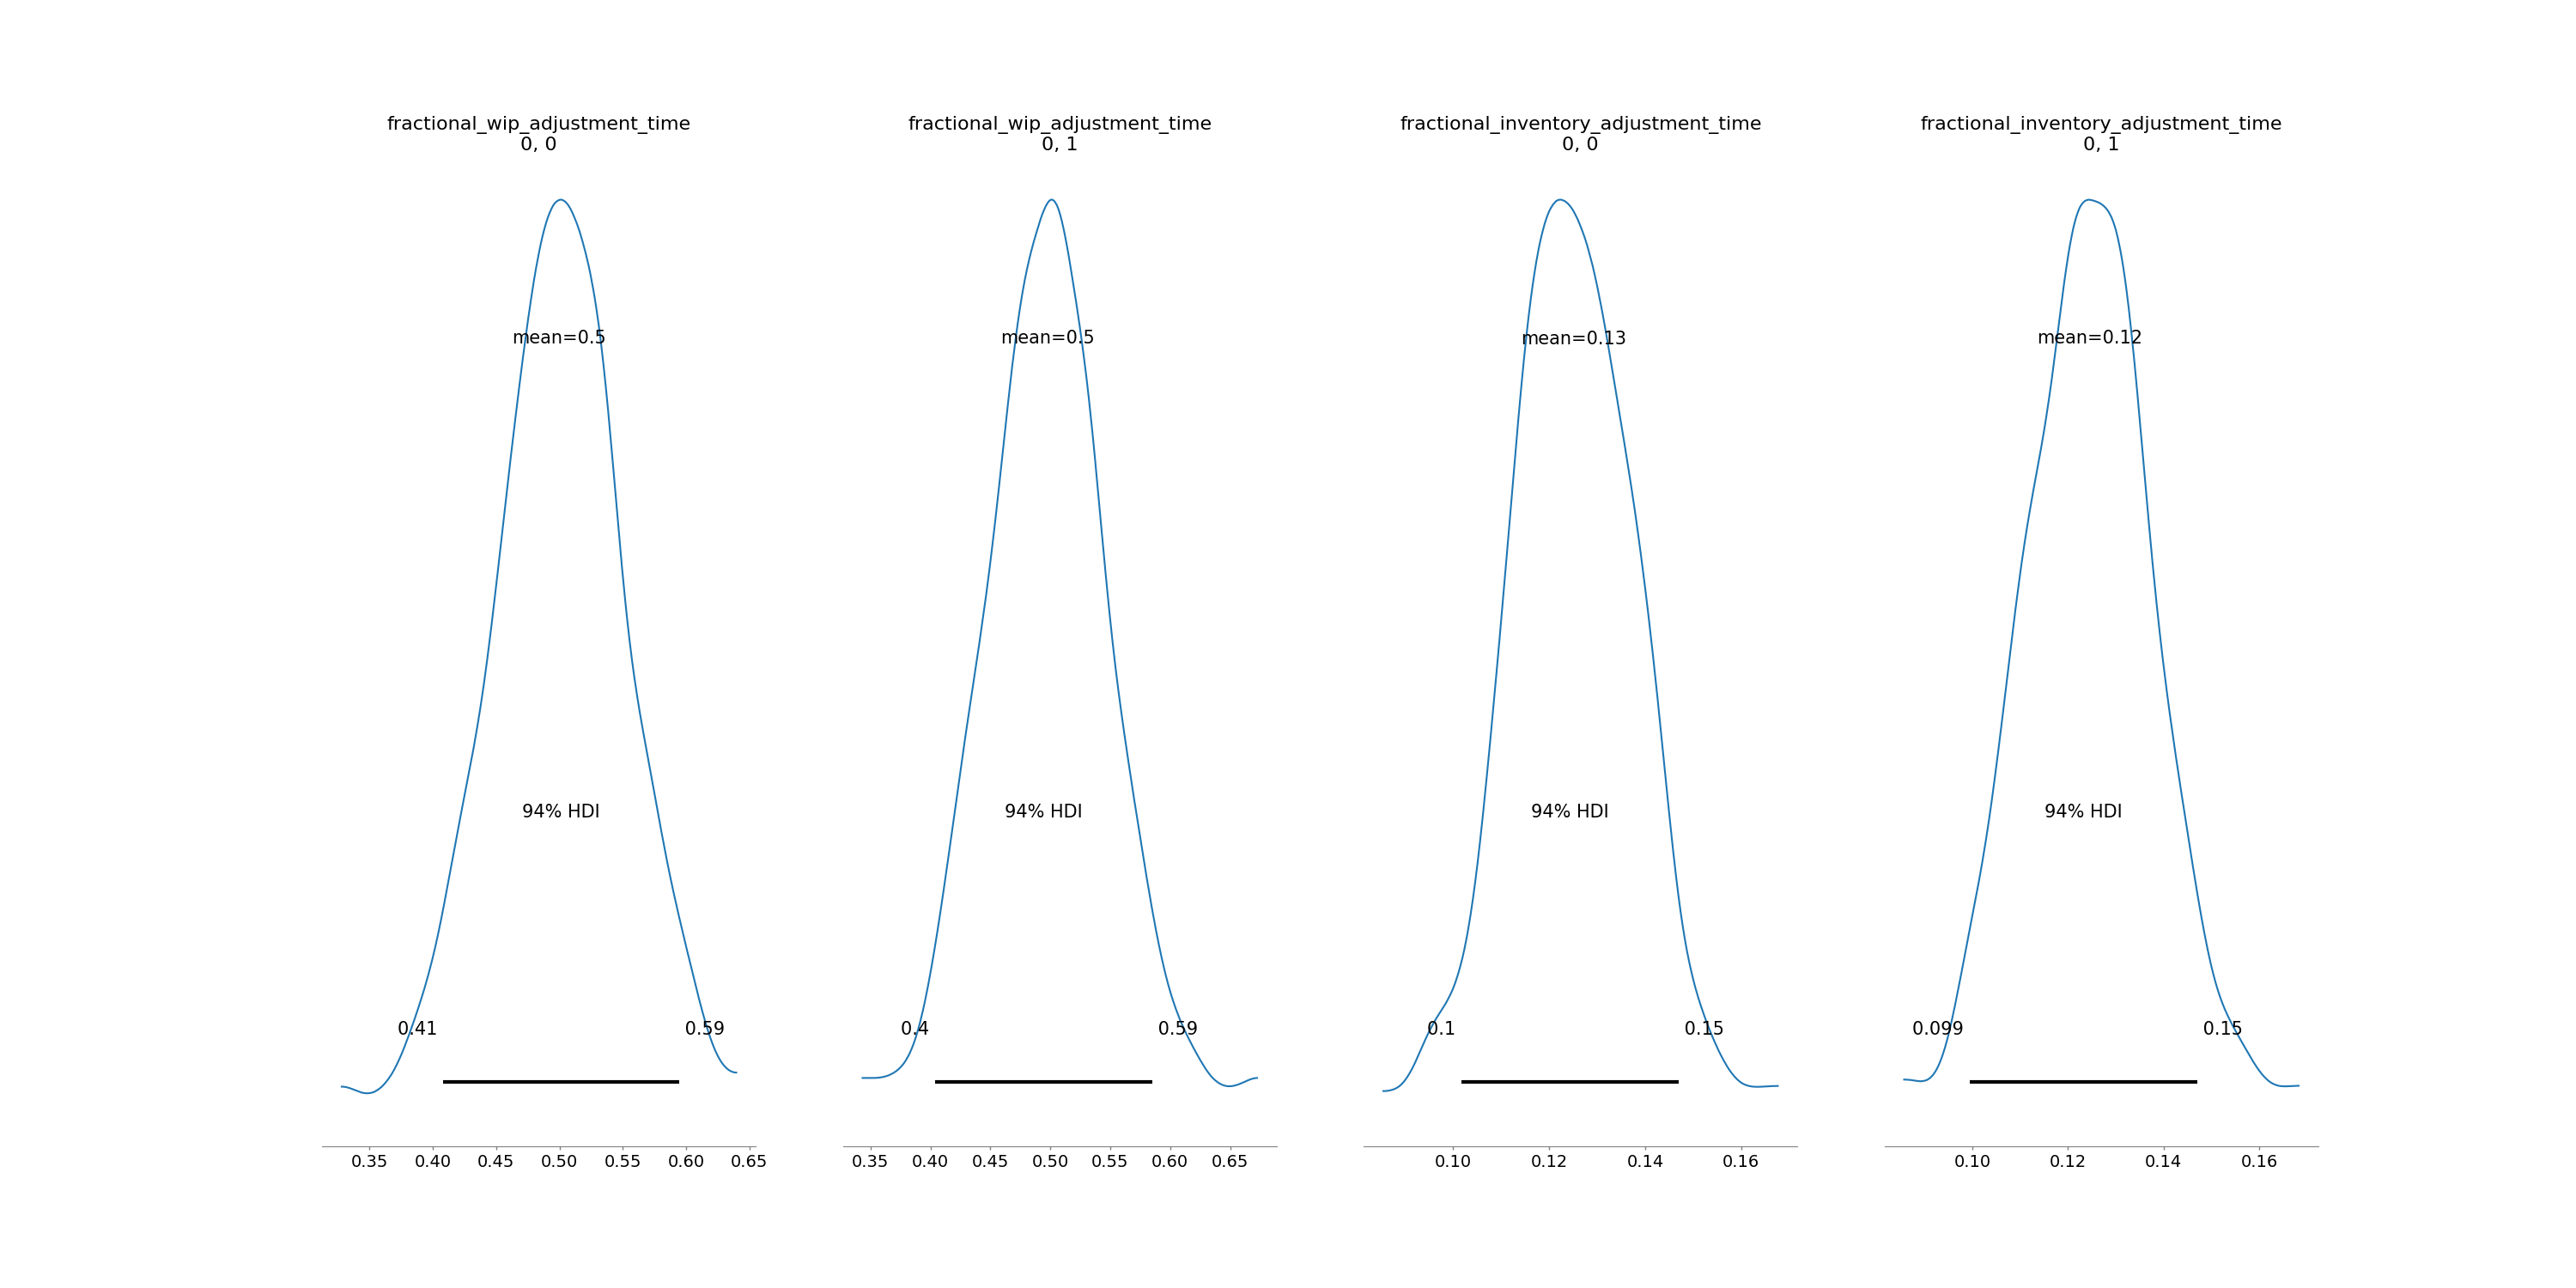 fractional_wip_adjustment_time
0, 0
mean=0.5
94% HDI
0.41
0.59
0.35 0.40 0.45 0.50 0.55 0.60 0.65
fractional_wip_adjustment_time
0, 1
mean=0.5
94% HDI
0.4
0.59
0.35 0.40 0.45 0.50 0.55 0.60 0.65
fractional_inventory_adjustment_time
0, 0
mean=0.13
94% HDI
0.1
0.15
0.10 0.12 0.14 0.16
fractional_inventory_adjustment_time
0, 1
mean=0.12
94% HDI
0.099
0.15
0.10 0.12 0.14 0.16